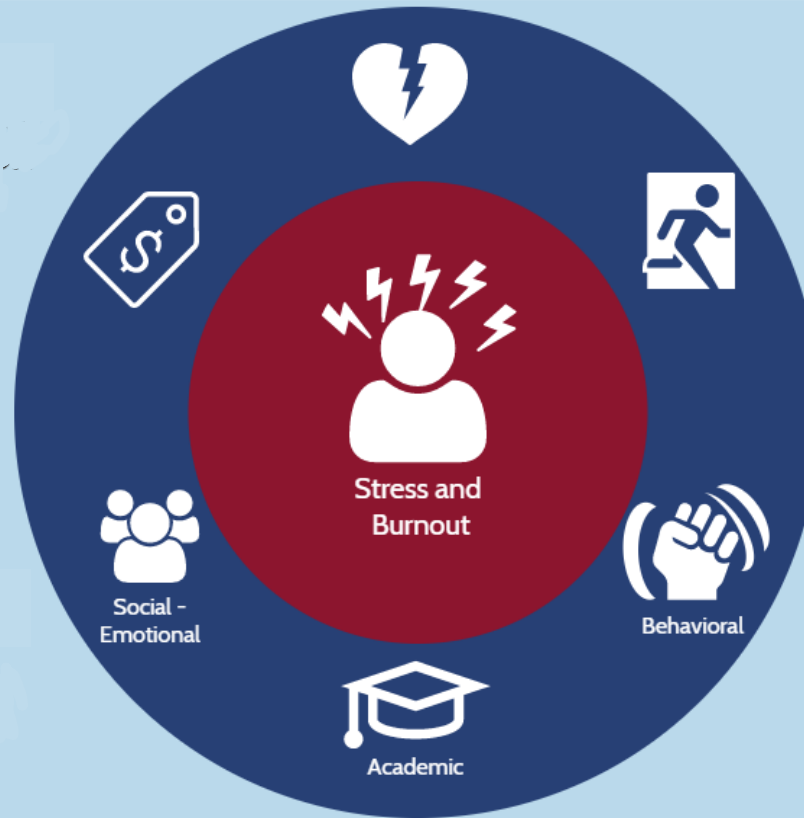 $
Stress and
Burnout
Social -
Emotional
Behavioral
Academic